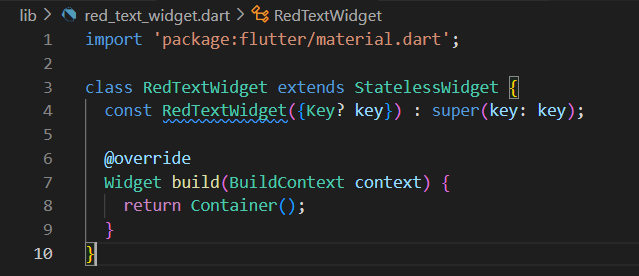 lib > red_text_widget.dart > RedTextWidget
1 import 'package:flutter/material.dart';
2
3 class RedTextWidget extends StatelessWidget {
4 const RedTextWidget({Key? key}) : super(key: key);
5
6 @override
7 Widget build(BuildContext context) {
8 return Container();
9 }
10 }